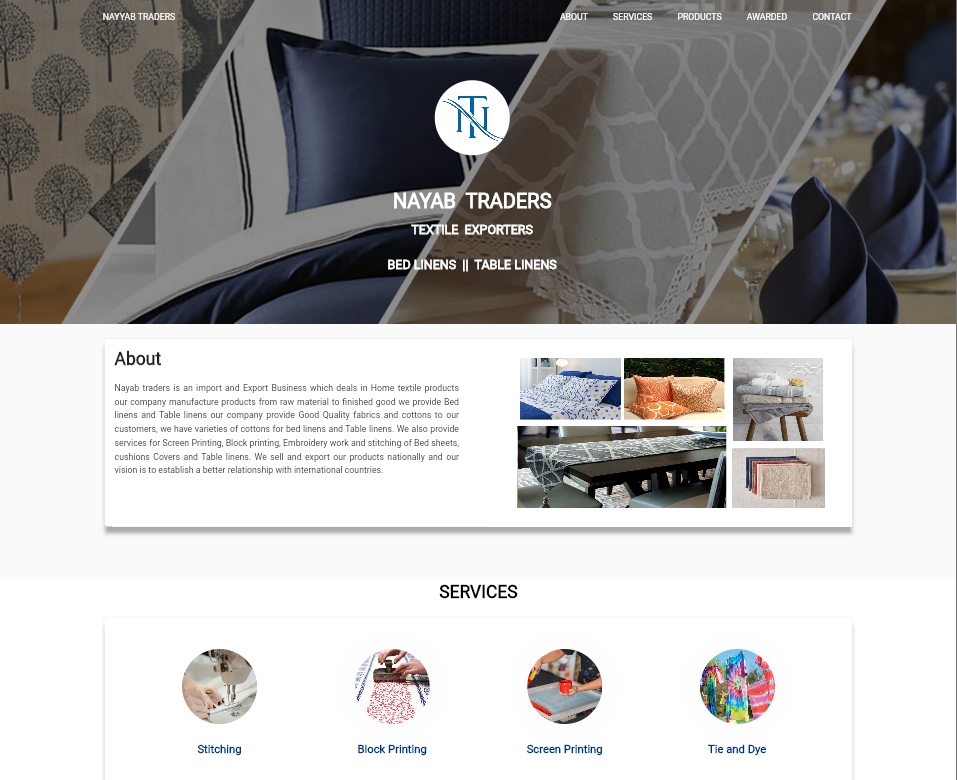 NAYYAB TRADERS
ABOUT SERVICES PRODUCTS AWARDED CONTACT
TN
NAYAB TRADERS
TEXTILE EXPORTERS
BED LINENS || TABLE LINENS
About
Nayab traders is an import and Export Business which deals in Home textile products
our company manufacture products from raw material to finished good we provide Bed
linens and Table linens our company provide Good Quality fabrics and cottons to our
customers, we have varieties of cottons for bed linens and Table linens. We also provide
services for Screen Printing, Block printing, Embroidery work and stitching of Bed sheets,
cushions Covers and Table linens. We sell and export our products nationally and our
vision is to establish a better relationship with international countries.
SERVICES
Stitching
Block Printing
Screen Printing
Tie and Dye